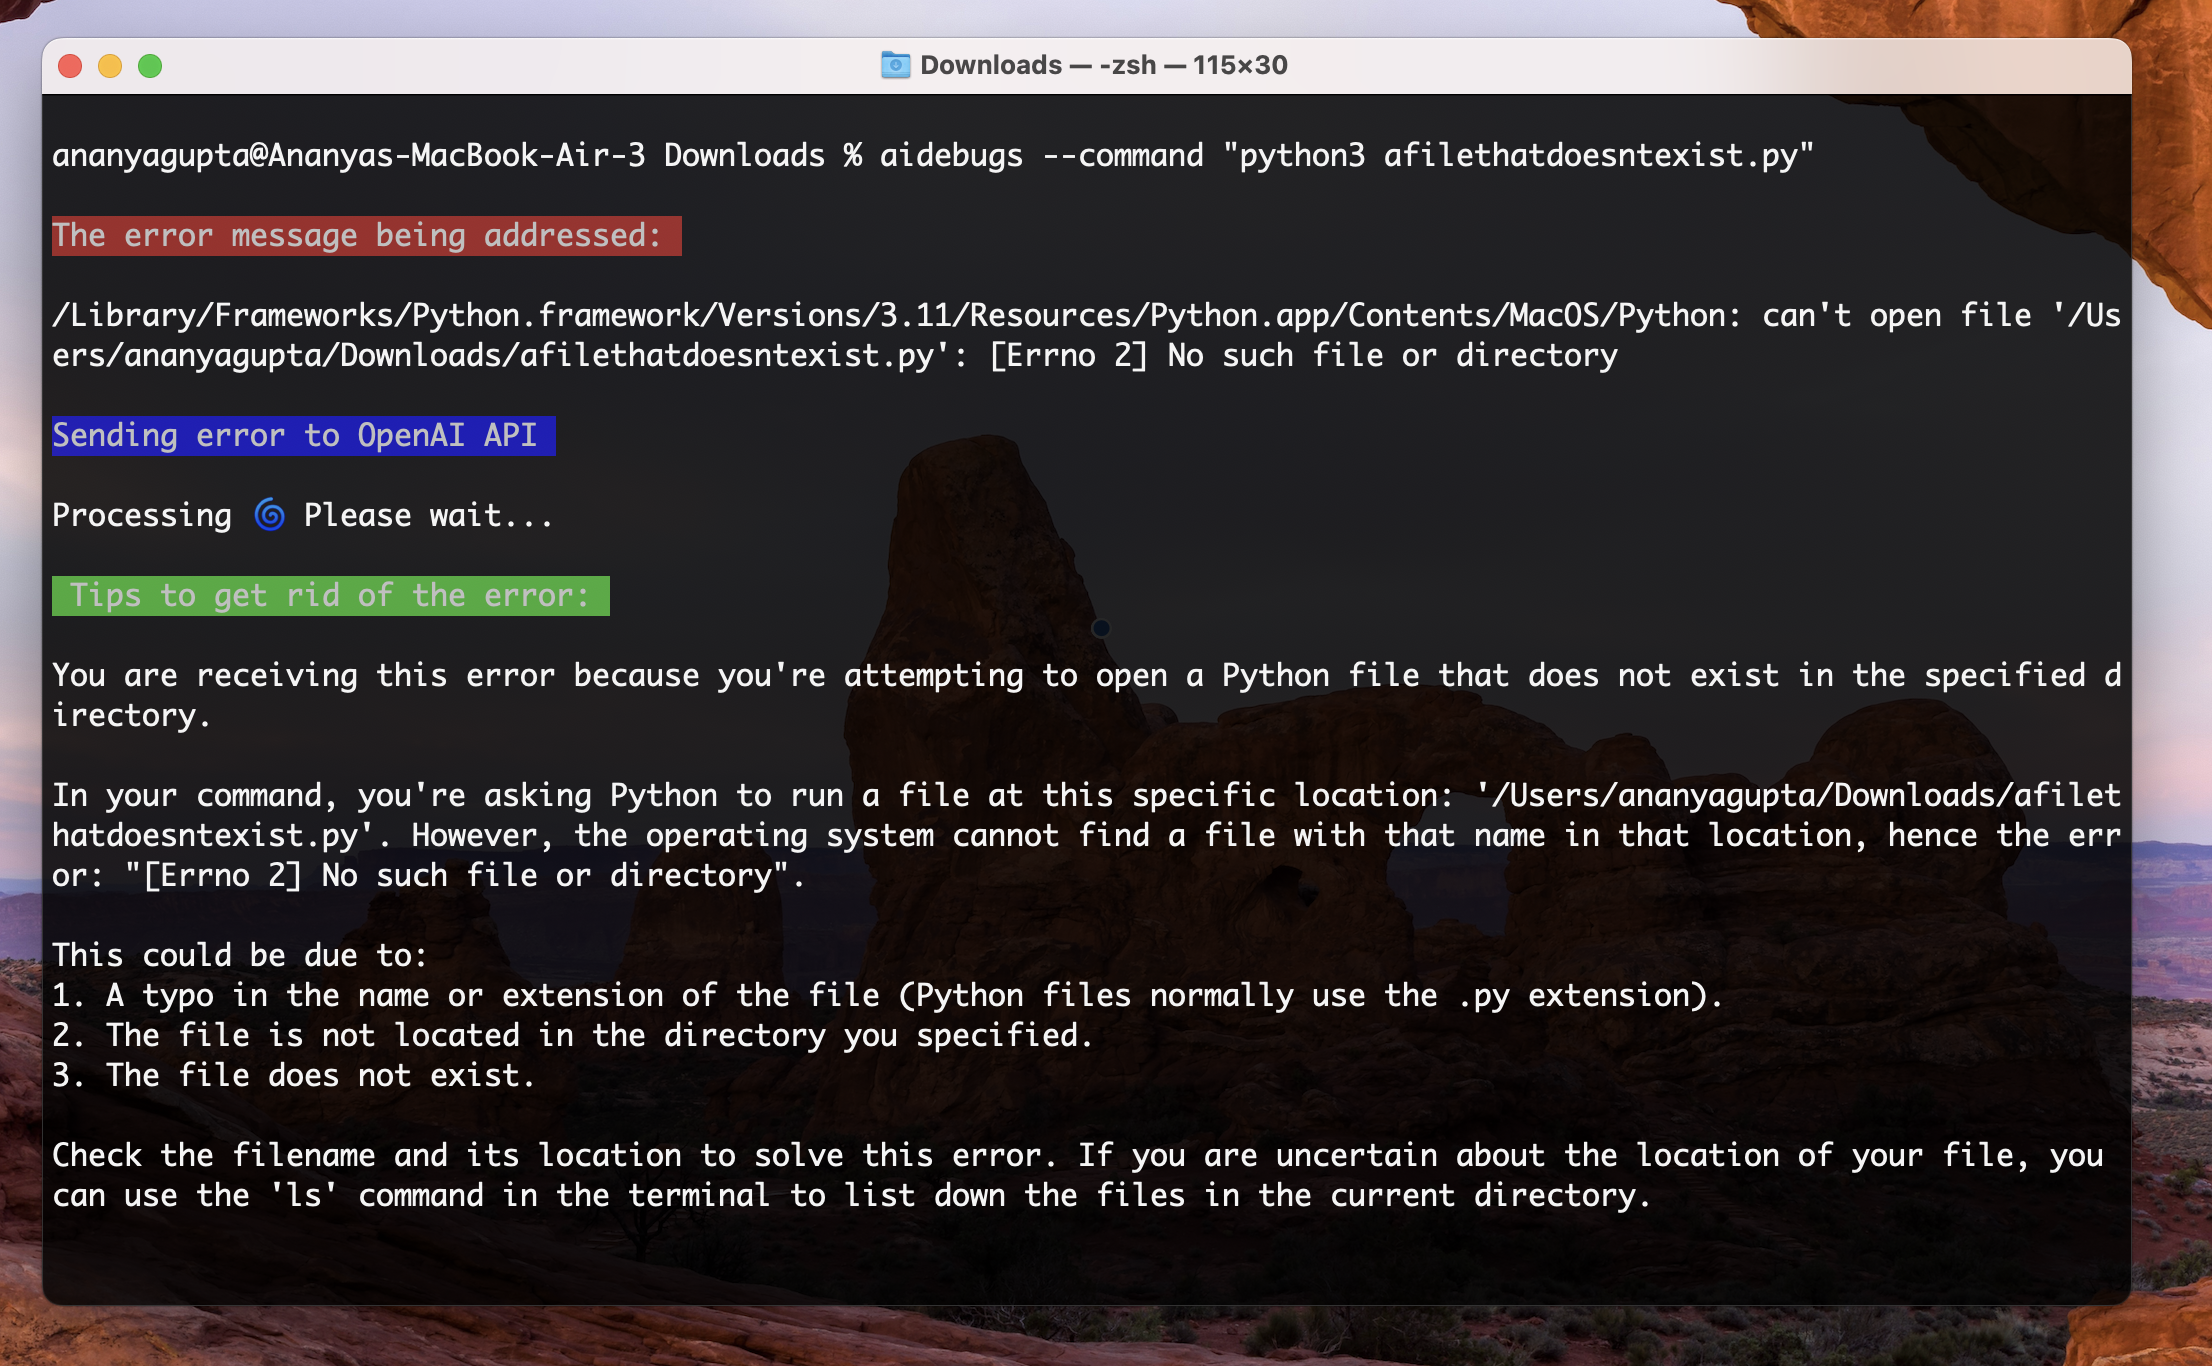 Downloads — -zsh — 115×30
ananyagupta@Ananyas-MacBook-Air-3 Downloads % aidebugs --command "python3 afilethatdoesntexist.py"
The error message being addressed:
/Library/Frameworks/Python.framework/Versions/3.11/Resources/Python.app/Contents/MacOS/Python: can't open file '/Us
ers/ananyagupta/Downloads/afilethatdoesntexist.py': [Errno 2] No such file or directory
Sending error to OpenAI API
Processing 🌀 Please wait...
Tips to get rid of the error:
You are receiving this error because you're attempting to open a Python file that does not exist in the specified d
irectory.
In your command, you're asking Python to run a file at this specific location: '/Users/ananyagupta/Downloads/afilet
hatdoesntexist.py'. However, the operating system cannot find a file with that name in that location, hence the err
or: "[Errno 2] No such file or directory".
This could be due to:
1. A typo in the name or extension of the file (Python files normally use the .py extension).
2. The file is not located in the directory you specified.
3. The file does not exist.
Check the filename and its location to solve this error. If you are uncertain about the location of your file, you
can use the 'ls' command in the terminal to list down the files in the current directory.